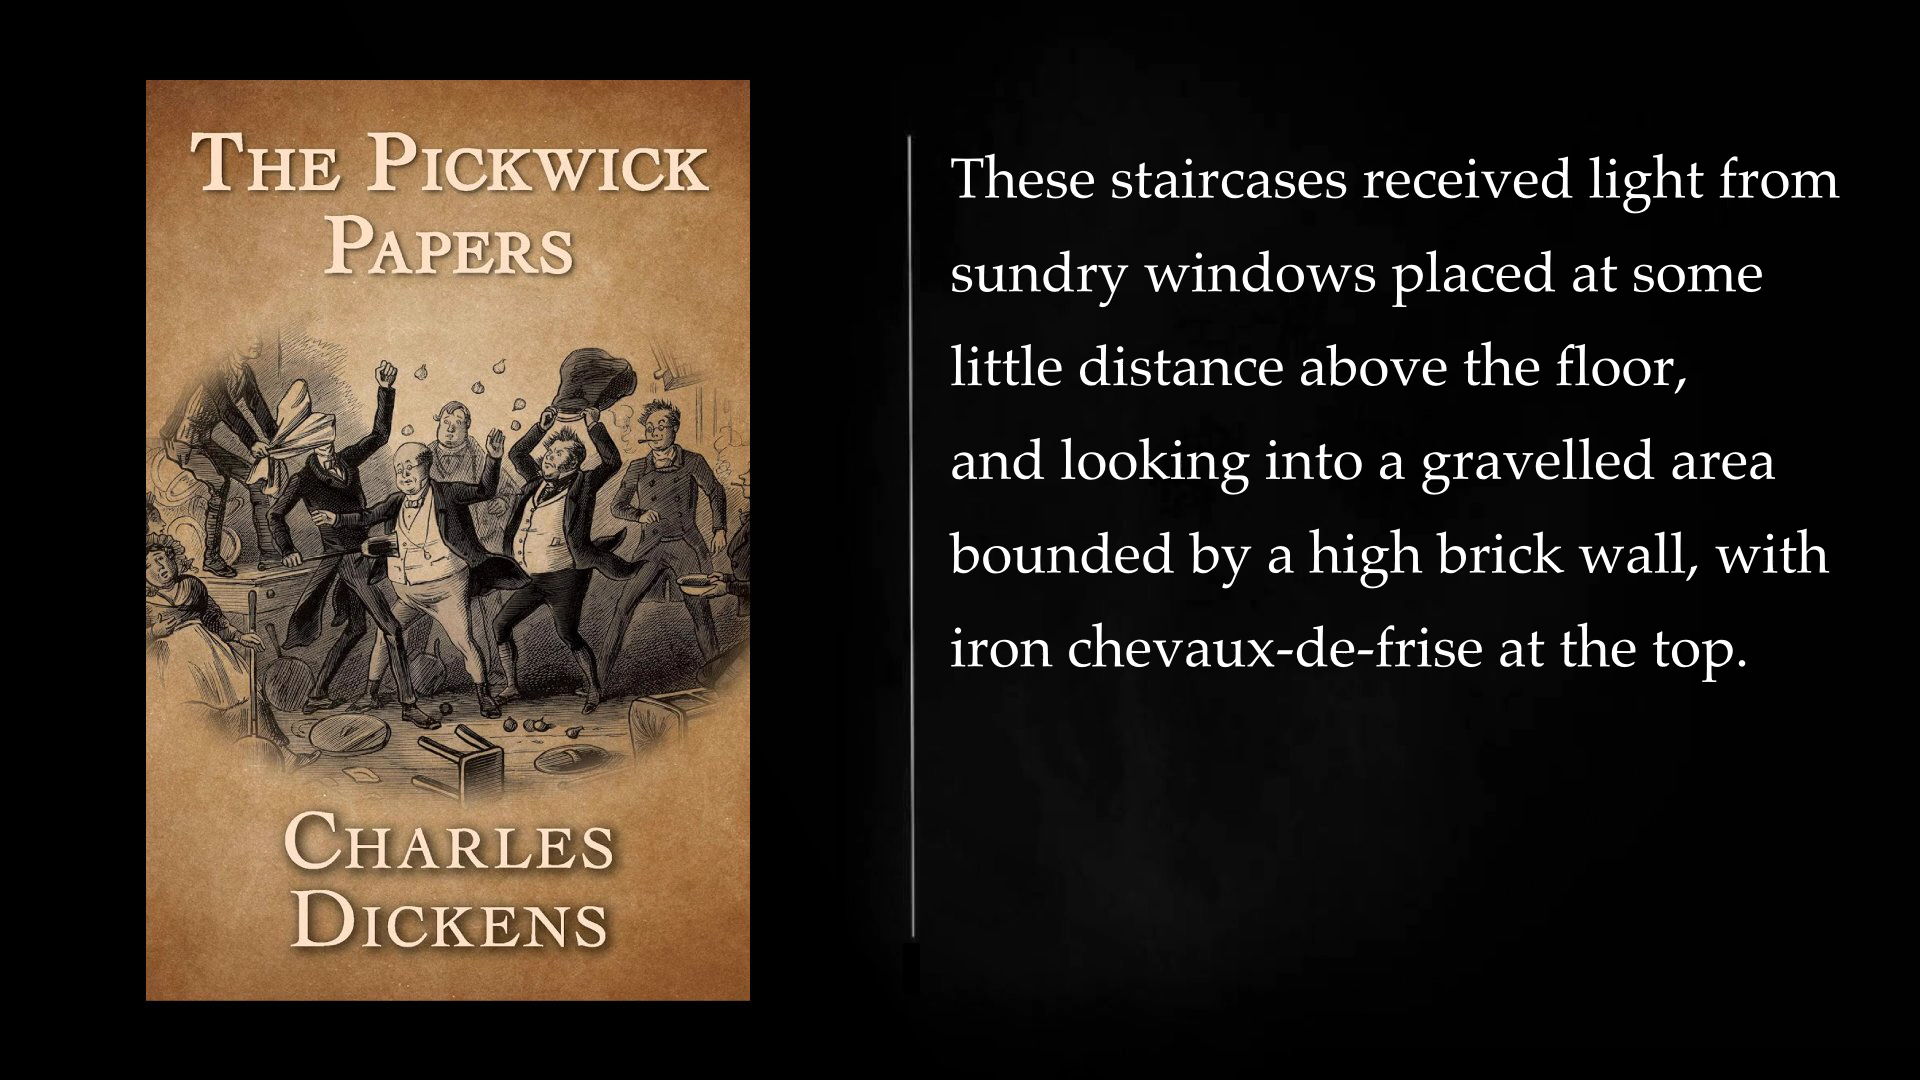 The Pickwick
Papers
Charles
Dickens
These staircases received light from
sundry windows placed at some
little distance above the floor,
and looking into a gravelled area
bounded by a high brick wall, with
iron chevaux-de-frise at the top.